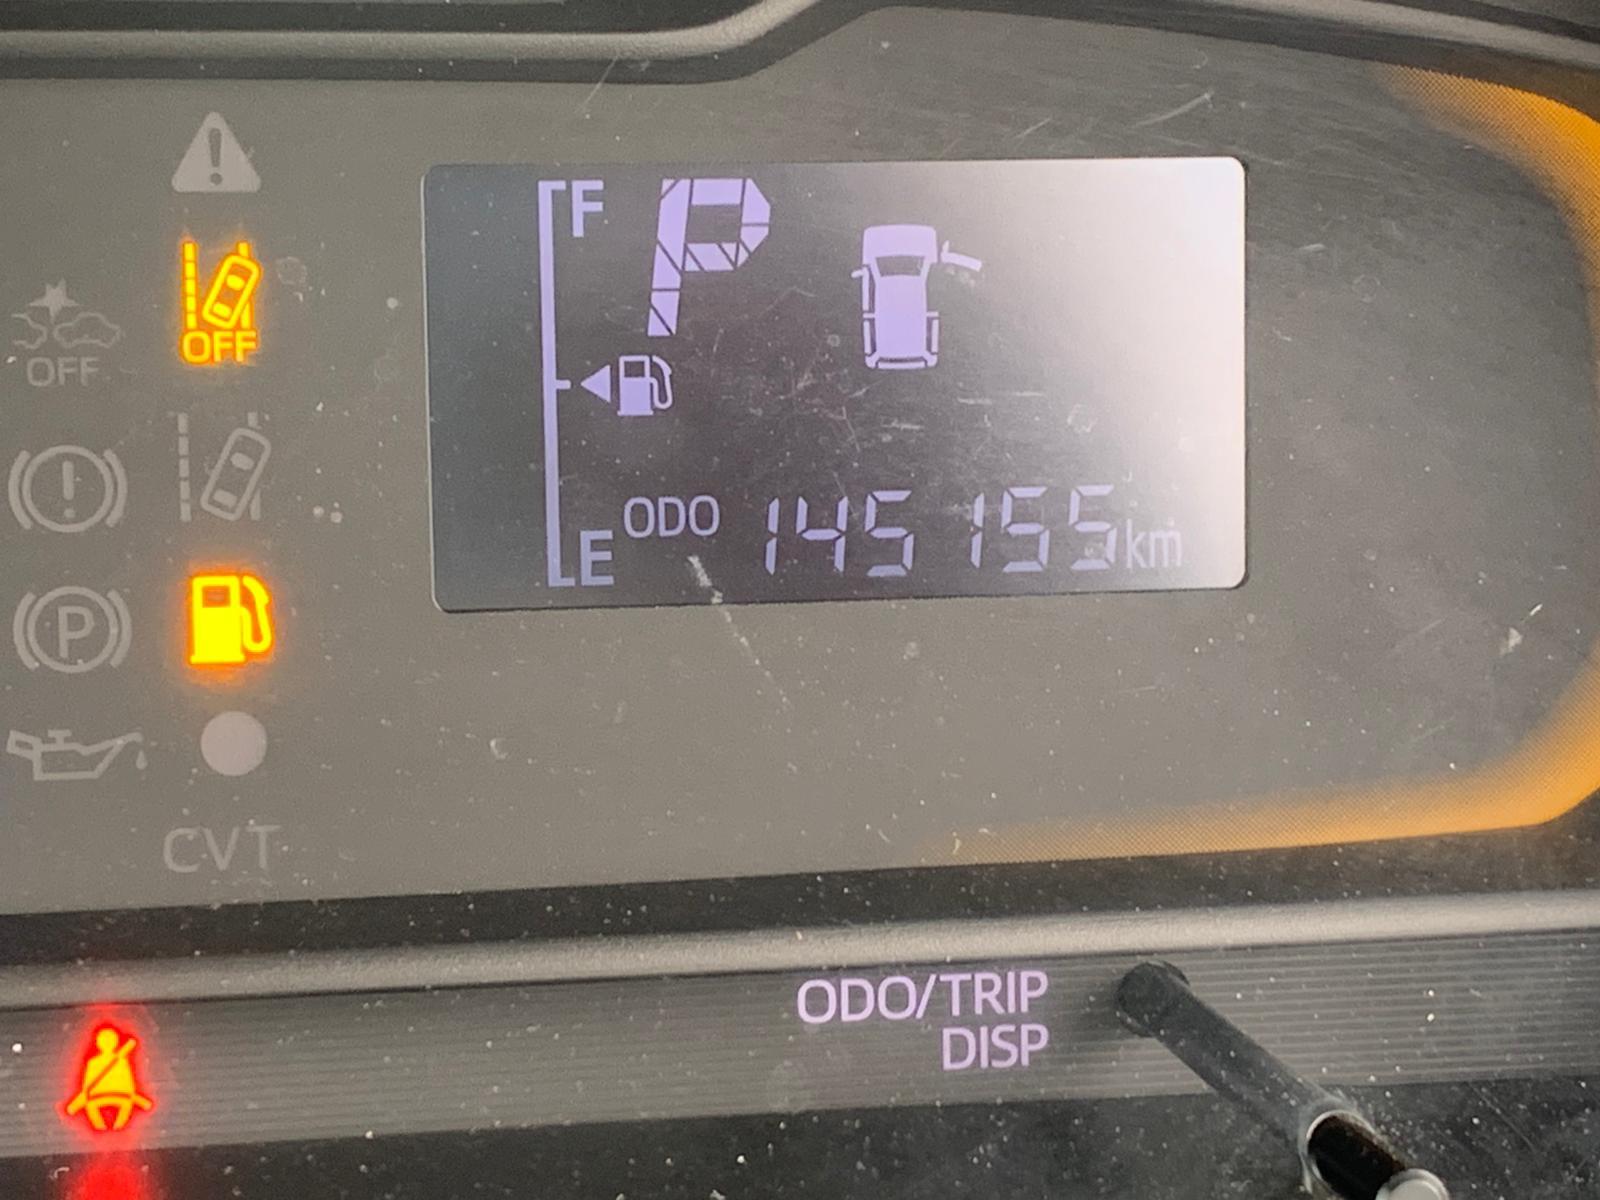 F
P
OFF
OFF
E
ODO 145155km
P
CVT
ODO/TRIP
DISP